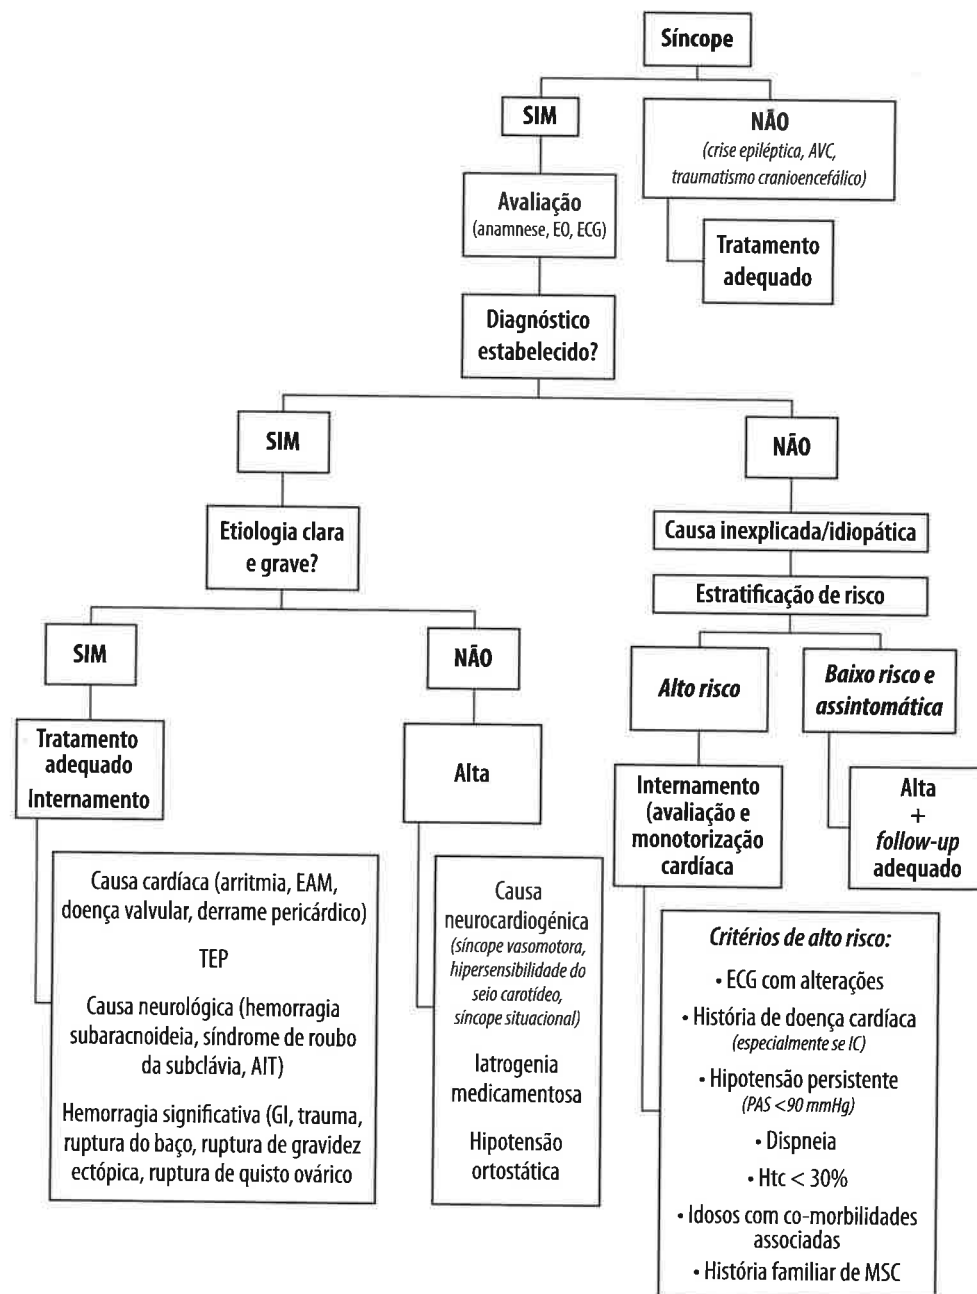 Síncope
SIM
NÃO
(crise epiléptica, AVC,
traumatismo cranioencefálico)
Avaliação
(anamnese, EO, ECG)
Tratamento
adequado
Diagnóstico
estabelecido?
SIM
NÃO
Etiologia clara
e grave?
Causa inexplicada/idiopática
Estratificação de risco
SIM
NÃO
Alto risco
Baixo risco e
assintomática
Tratamento
adequado
Internamento
Alta
Internamento
(avaliação e
monotorização
cardíaca
Alta
+
follow-up
adequado
Causa cardíaca (arritmia, EAM,
doença valvular, derrame pericárdico)
TEP
Causa neurológica (hemorragia
subaracnoideia, síndrome de roubo
da subclávia, AIT)
Hemorragia significativa (GI, trauma,
ruptura do baço, ruptura de gravidez
ectópica, ruptura de quisto ovárico
Causa
neurocardiogénica
(síncope vasomotora,
hipersensibilidade do
seio carotídeo,
síncope situacional)
Iatrogenia
medicamentosa
Hipotensão
ortostática
Critérios de alto risco:
• ECG com alterações
• História de doença cardíaca
(especialmente se IC)
• Hipotensão persistente
(PAS <90 mmHg)
• Dispneia
• Htc < 30%
• Idosos com co-morbilidades
associadas
• História familiar de MSC